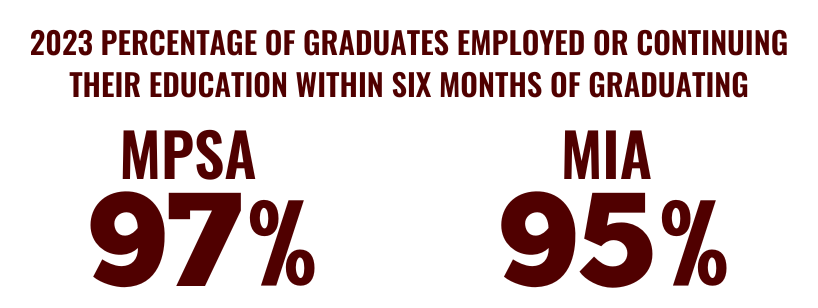 2023 PERCENTAGE OF GRADUATES EMPLOYED OR CONTINUING
THEIR EDUCATION WITHIN SIX MONTHS OF GRADUATING
MPSA
97%
MIA
95%